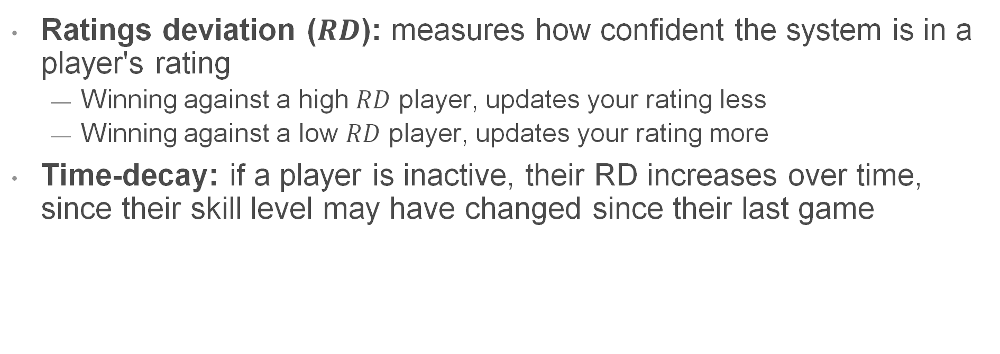 • Ratings deviation (RD): measures how confident the system is in a
player's rating
— Winning against a high RD player, updates your rating less
— Winning against a low RD player, updates your rating more
• Time-decay: if a player is inactive, their RD increases over time,
since their skill level may have changed since their last game